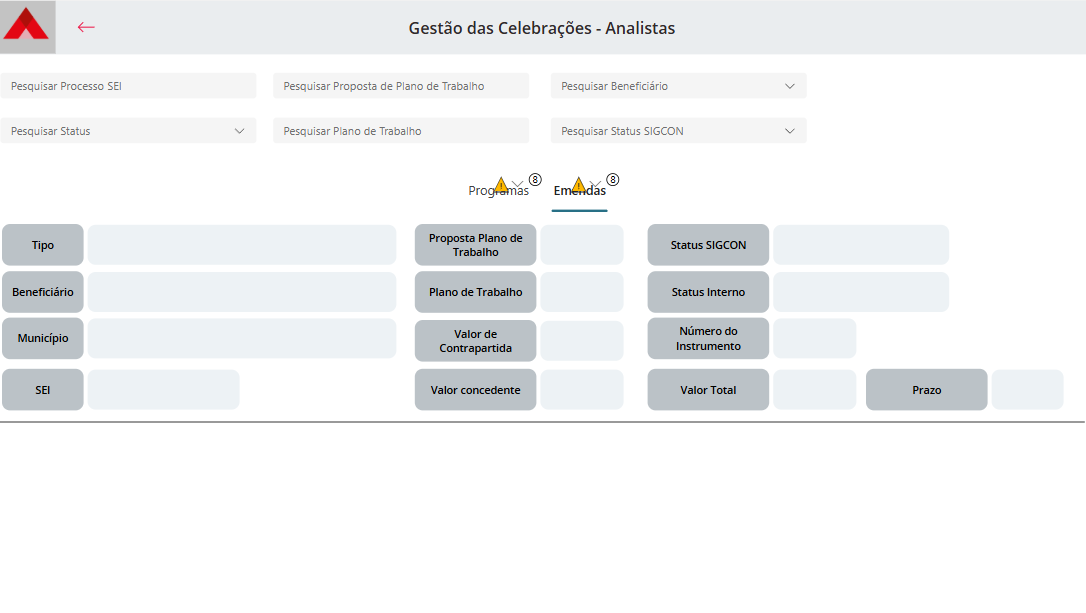 Gestão das Celebrações - Analistas
Pesquisar Processo SEI
Pesquisar Proposta de Plano de Trabalho
Pesquisar Beneficiário
Pesquisar Status
Pesquisar Plano de Trabalho
Pesquisar Status SIGCON
Programas
8
Emendas
8
Tipo
Proposta Plano de
Trabalho
Status SIGCON
Beneficiário
Plano de Trabalho
Status Interno
Município
Valor de
Contrapartida
Número do
Instrumento
SEI
Valor concedente
Valor Total
Prazo